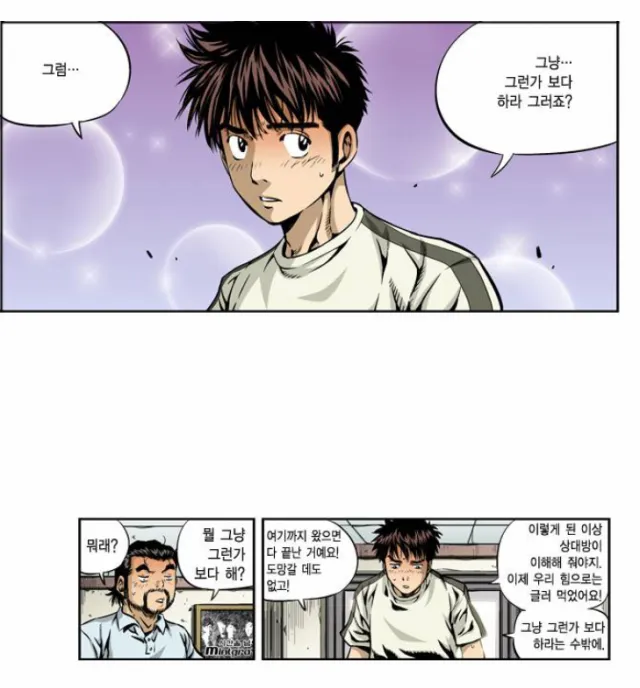 그럼…
그냥…
그런가 보다
하라 그러죠?
뭐래?
뭘 그냥
그런가
보다 해?
여기까지 왔으면
다 끝난 거예요!
도망갈 데도
없고!
이렇게 된 이상
상대방이
이해해 줘야지.
이제 우리 힘으로는
글러 먹었어요!
그냥 그런가 보다
하라는 수밖에.